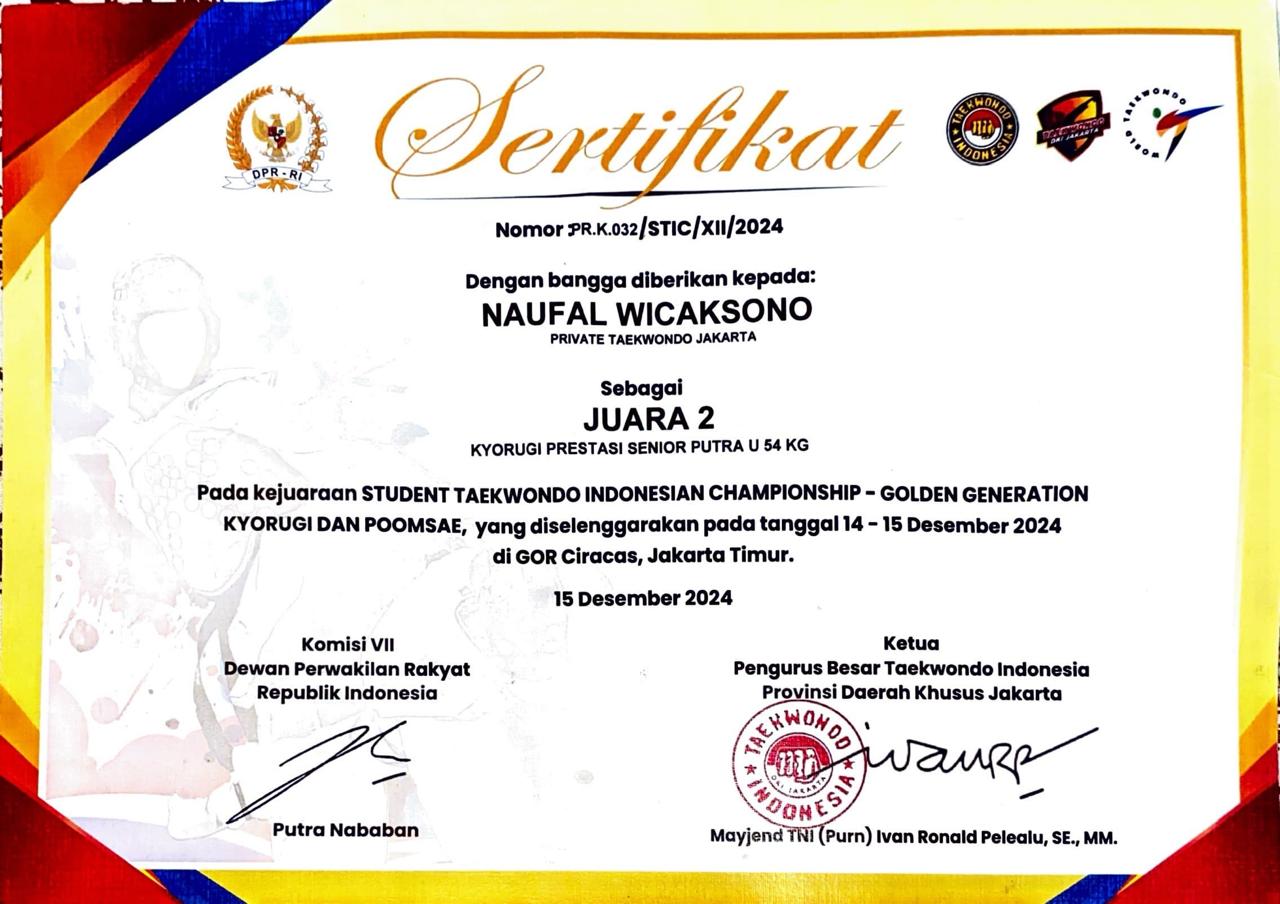 Sertifikat
DPR - RI
TAEKWONDO INDONESIA
TAEKWONDO
DKI JAKARTA
WORLD TAEKWONDO
Nomor :PR.K.032/STIC/XII/2024
Dengan bangga diberikan kepada:
NAUFAL WICAKSONO
PRIVATE TAEKWONDO JAKARTA
Sebagai
JUARA 2
KYORUGI PRESTASI SENIOR PUTRA U 54 KG
Pada kejuaraan STUDENT TAEKWONDO INDONESIAN CHAMPIONSHIP - GOLDEN GENERATION
KYORUGI DAN POOMSAE, yang diselenggarakan pada tanggal 14 - 15 Desember 2024
di GOR Ciracas, Jakarta Timur.
15 Desember 2024
Komisi VII
Dewan Perwakilan Rakyat
Republik Indonesia
Putra Nababan
Ketua
Pengurus Besar Taekwondo Indonesia
Provinsi Daerah Khusus Jakarta
TAEKWONDO INDONESIA
DKI JAKARTA
Mayjend TNI (Purn) Ivan Ronald Pelealu, SE., MM.